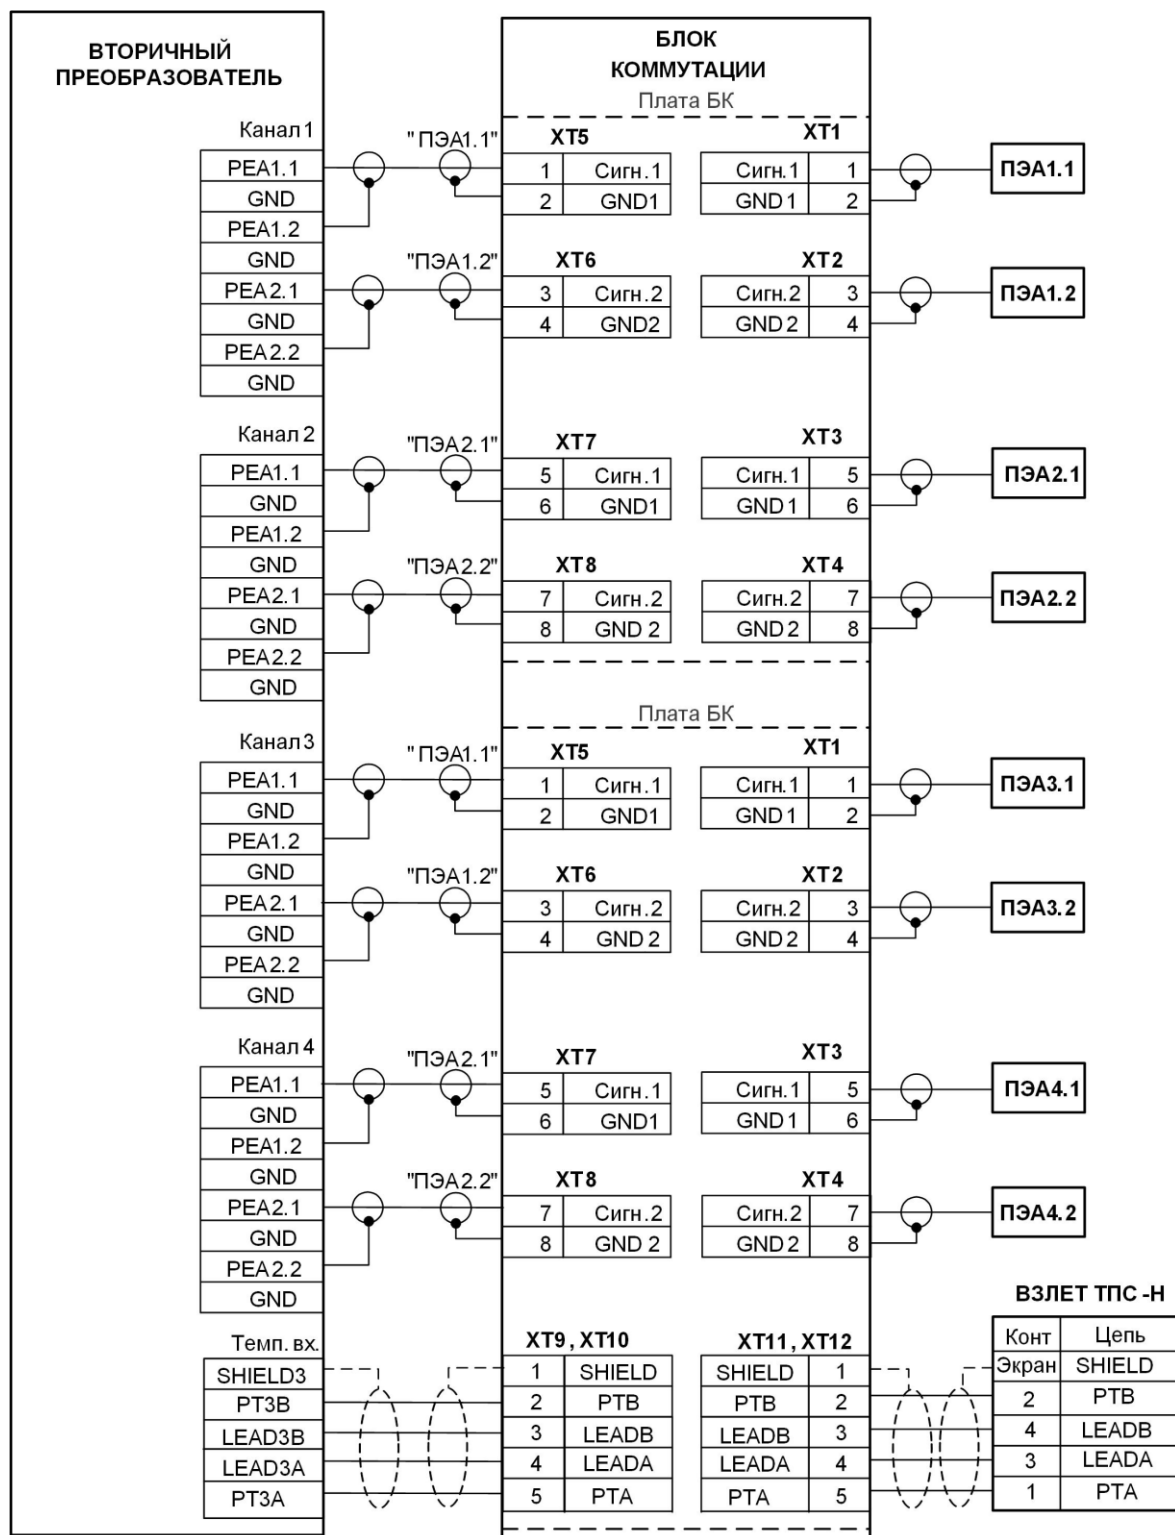 ВТОРИЧНЫЙ
ПРЕОБРАЗОВАТЕЛЬ
БЛОК
КОММУТАЦИИ
Плата БК
Канал 1
PEA1.1
GND
PEA1.2
GND
PEA2.1
GND
PEA2.2
GND
"ПЭА1.1"
"ПЭА1.2"
XT5
1 Сигн.1
2 GND1
XT6
3 Сигн.2
4 GND2
XT1
Сигн.1 1
GND1 2
XT2
Сигн.2 3
GND2 4
ПЭА1.1
ПЭА1.2
Канал 2
PEA1.1
GND
PEA1.2
GND
PEA2.1
GND
PEA2.2
GND
"ПЭА2.1"
"ПЭА2.2"
XT7
5 Сигн.1
6 GND1
XT8
7 Сигн.2
8 GND 2
XT3
Сигн.1 5
GND1 6
XT4
Сигн.2 7
GND 2 8
ПЭА2.1
ПЭА2.2
Плата БК
Канал 3
PEA1.1
GND
PEA1.2
GND
PEA2.1
GND
PEA2.2
GND
"ПЭА1.1"
"ПЭА1.2"
XT5
1 Сигн.1
2 GND1
XT6
3 Сигн.2
4 GND 2
XT1
Сигн.1 1
GND1 2
XT2
Сигн.2 3
GND 2 4
ПЭА3.1
ПЭА3.2
Канал 4
PEA1.1
GND
PEA1.2
GND
PEA2.1
GND
PEA2.2
GND
"ПЭА2.1"
"ПЭА2.2"
XT7
5 Сигн.1
6 GND1
XT8
7 Сигн.2
8 GND 2
XT3
Сигн.1 5
GND1 6
XT4
Сигн.2 7
GND 2 8
ПЭА4.1
ПЭА4.2
Темп. вх.
SHIELD3
PT3B
LEAD3B
LEAD3A
PT3A
XT9, XT10
1 SHIELD
2 PTB
3 LEADB
4 LEADA
5 PTA
XT11, XT12
SHIELD 1
PTB 2
LEADB 3
LEADA 4
PTA 5
ВЗЛЕТ ТПС -Н
Конт Цепь
Экран SHIELD
2 PTB
4 LEADB
3 LEADA
1 PTA